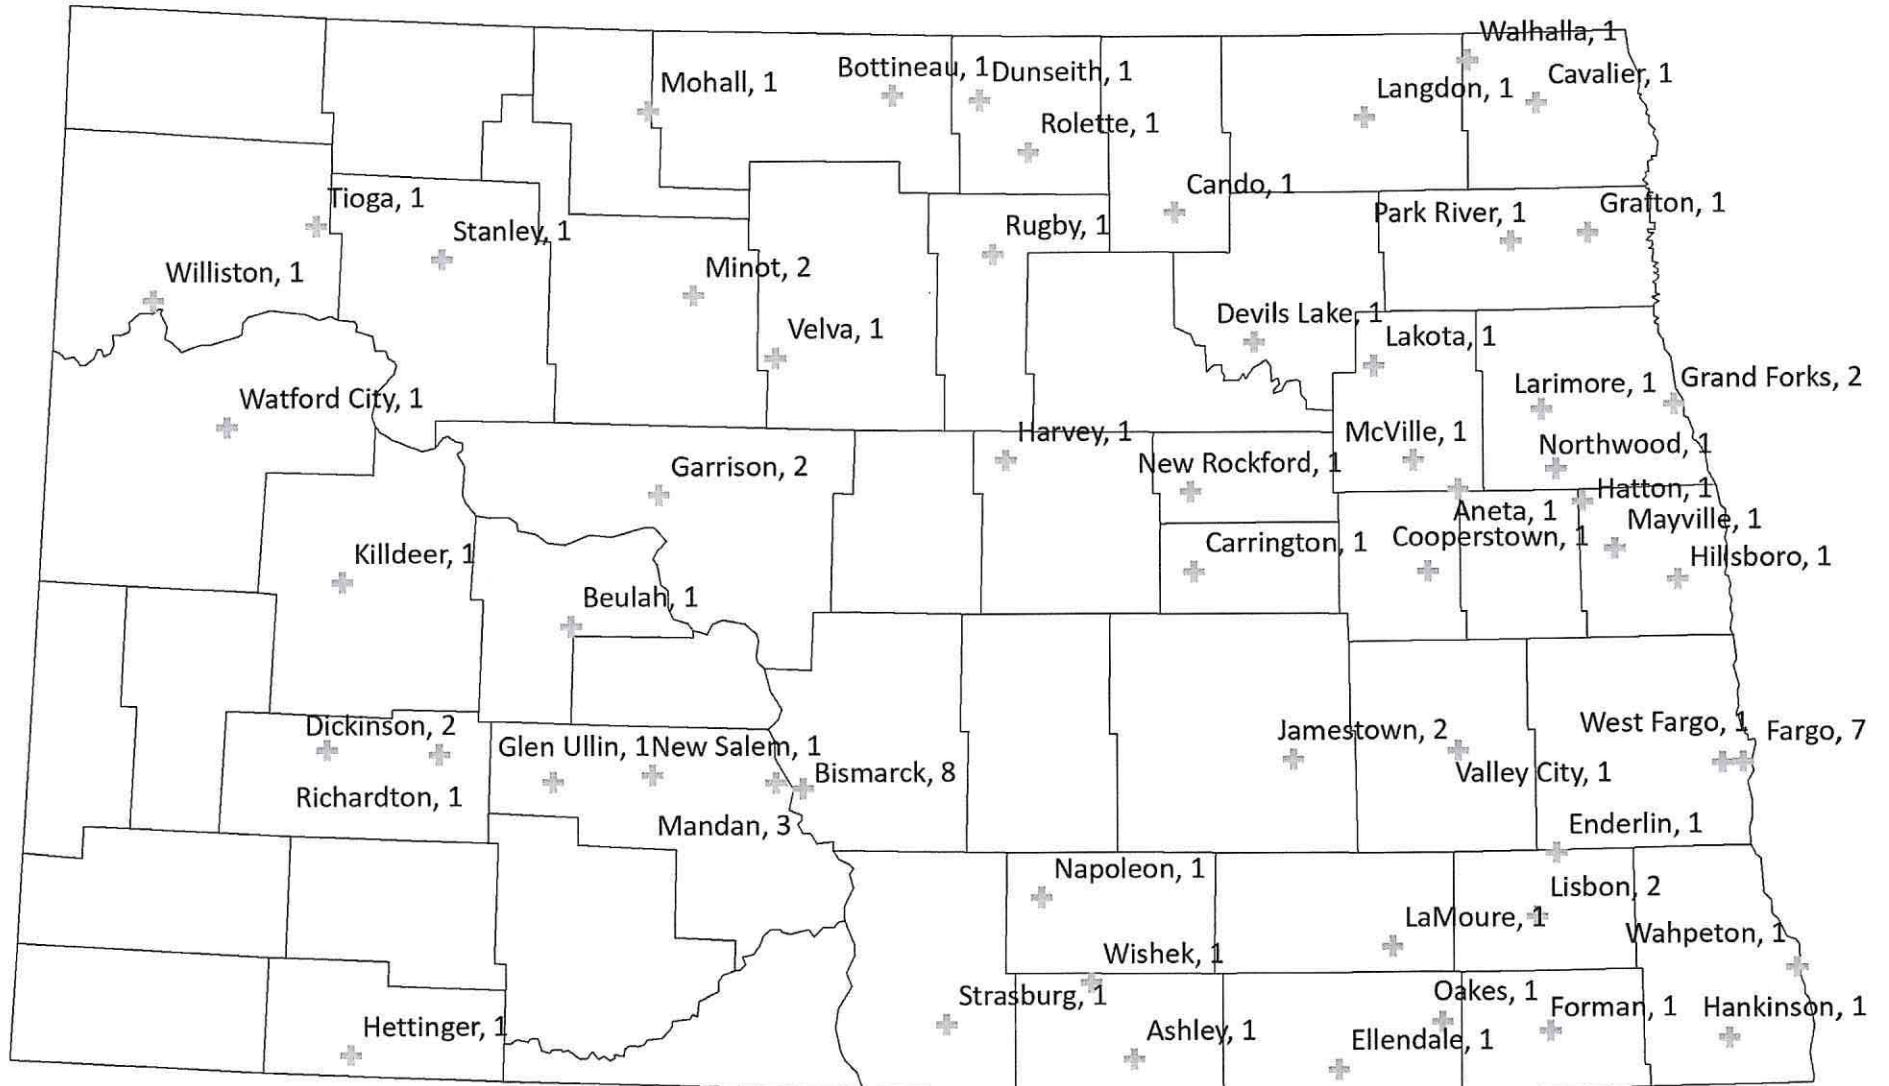 Walhalla, 1
Mohall, 1
Bottineau, 1
Dunseith, 1
Langdon, 1
Cavalier, 1
Rolette, 1
Cando, 1
Tioga, 1
Stanley, 1
Rugby, 1
Park River, 1
Grafton, 1
Williston, 1
Minot, 2
Velva, 1
Devils Lake, 1
Lakota, 1
Larimore, 1
Grand Forks, 2
Watford City, 1
Harvey, 1
McVille, 1
Northwood, 1
Garrison, 2
New Rockford, 1
Hatton, 1
Aneta, 1
Mayville, 1
Killdeer, 1
Carrington, 1
Cooperstown, 1
Hillsboro, 1
Beulah, 1
Dickinson, 2
Glen Ullin, 1
New Salem, 1
Jamestown, 2
West Fargo, 1
Fargo, 7
Bismarck, 8
Valley City, 1
Richardton, 1
Mandan, 3
Enderlin, 1
Napoleon, 1
Lisbon, 2
LaMoure, 1
Wahpeton, 1
Wishek, 1
Strasburg, 1
Oakes, 1
Forman, 1
Hankinson, 1
Hettinger, 1
Ashley, 1
Ellendale, 1